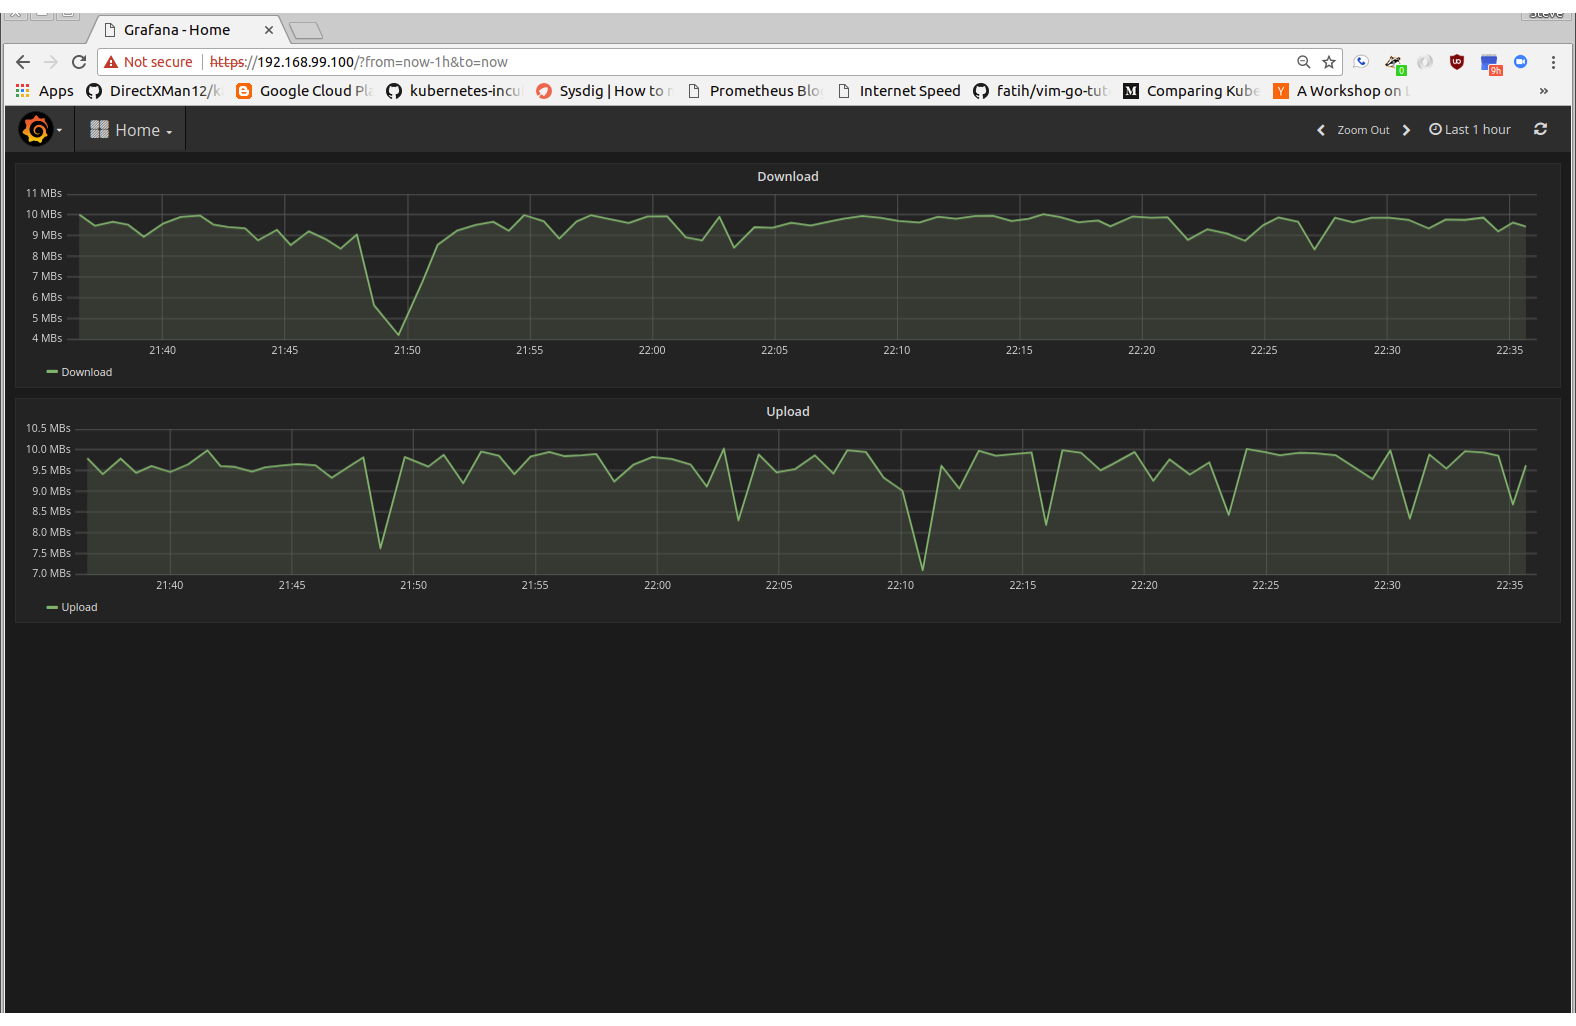 Steve
Grafana - Home
Not secure https://192.168.99.100/?from=now-1h&to=now
0 9h
Apps DirectXMan12/k Google Cloud Pla kubernetes-incu Sysdig | How to Prometheus Blo Internet Speed fatih/vim-go-tut M Comparing Kube Y A Workshop on »
Home Zoom Out Last 1 hour
Download
11 MBs
10 MBs
9 MBs
8 MBs
7 MBs
6 MBs
5 MBs
4 MBs
21:40 21:45 21:50 21:55 22:00 22:05 22:10 22:15 22:20 22:25 22:30 22:35
Download
Upload
10.5 MBs
10.0 MBs
9.5 MBs
9.0 MBs
8.5 MBs
8.0 MBs
7.5 MBs
7.0 MBs
21:40 21:45 21:50 21:55 22:00 22:05 22:10 22:15 22:20 22:25 22:30 22:35
Upload